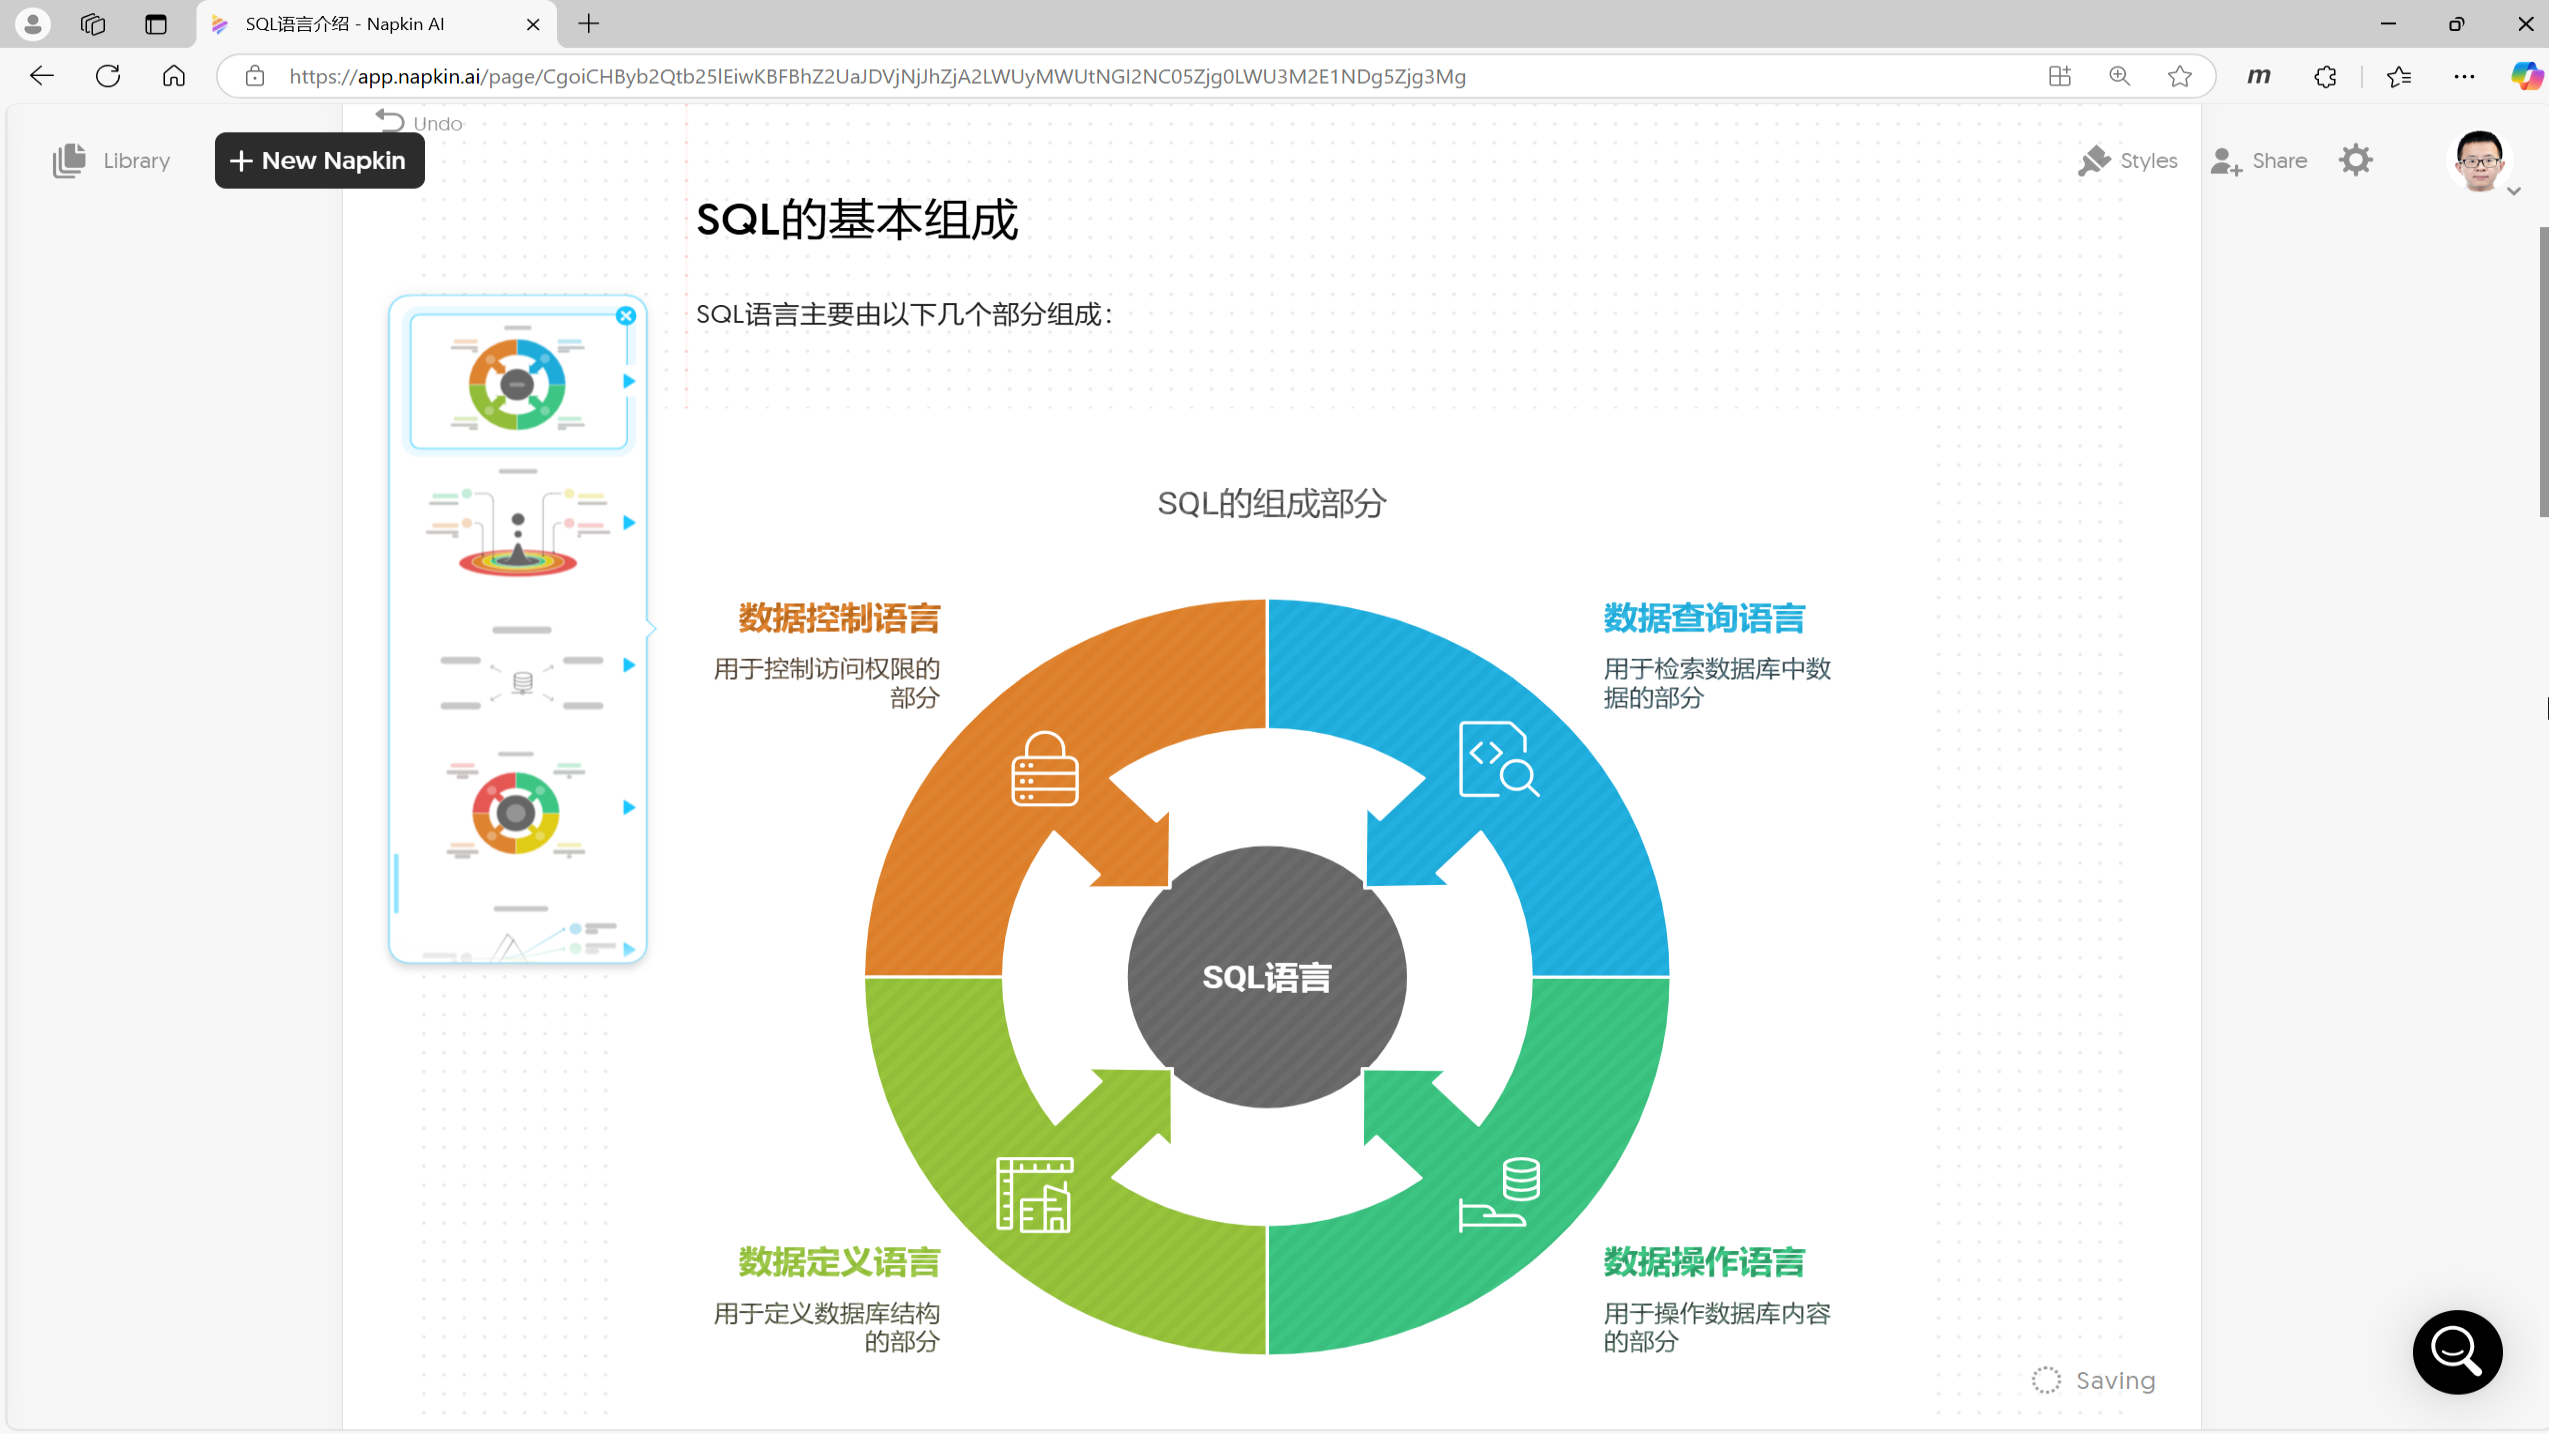 SQL语言介绍 - Napkin AI
https://app.napkin.ai/page/CgoiCHByb2Qtb25lEiwKBFBhZ2UaJDVjNjJhZjA2LWUyMWUtNGI2NC05Zjg0LWU3M2E1NDg5Zjg3Mg
m
Undo
Library
New Napkin
Styles
Share
SQL的基本组成
SQL语言主要由以下几个部分组成：
SQL的组成部分
数据控制语言
用于控制访问权限的
部分
数据查询语言
用于检索数据库中数
据的部分
SQL语言
数据定义语言
用于定义数据库结构
的部分
数据操作语言
用于操作数据库内容
的部分
Saving